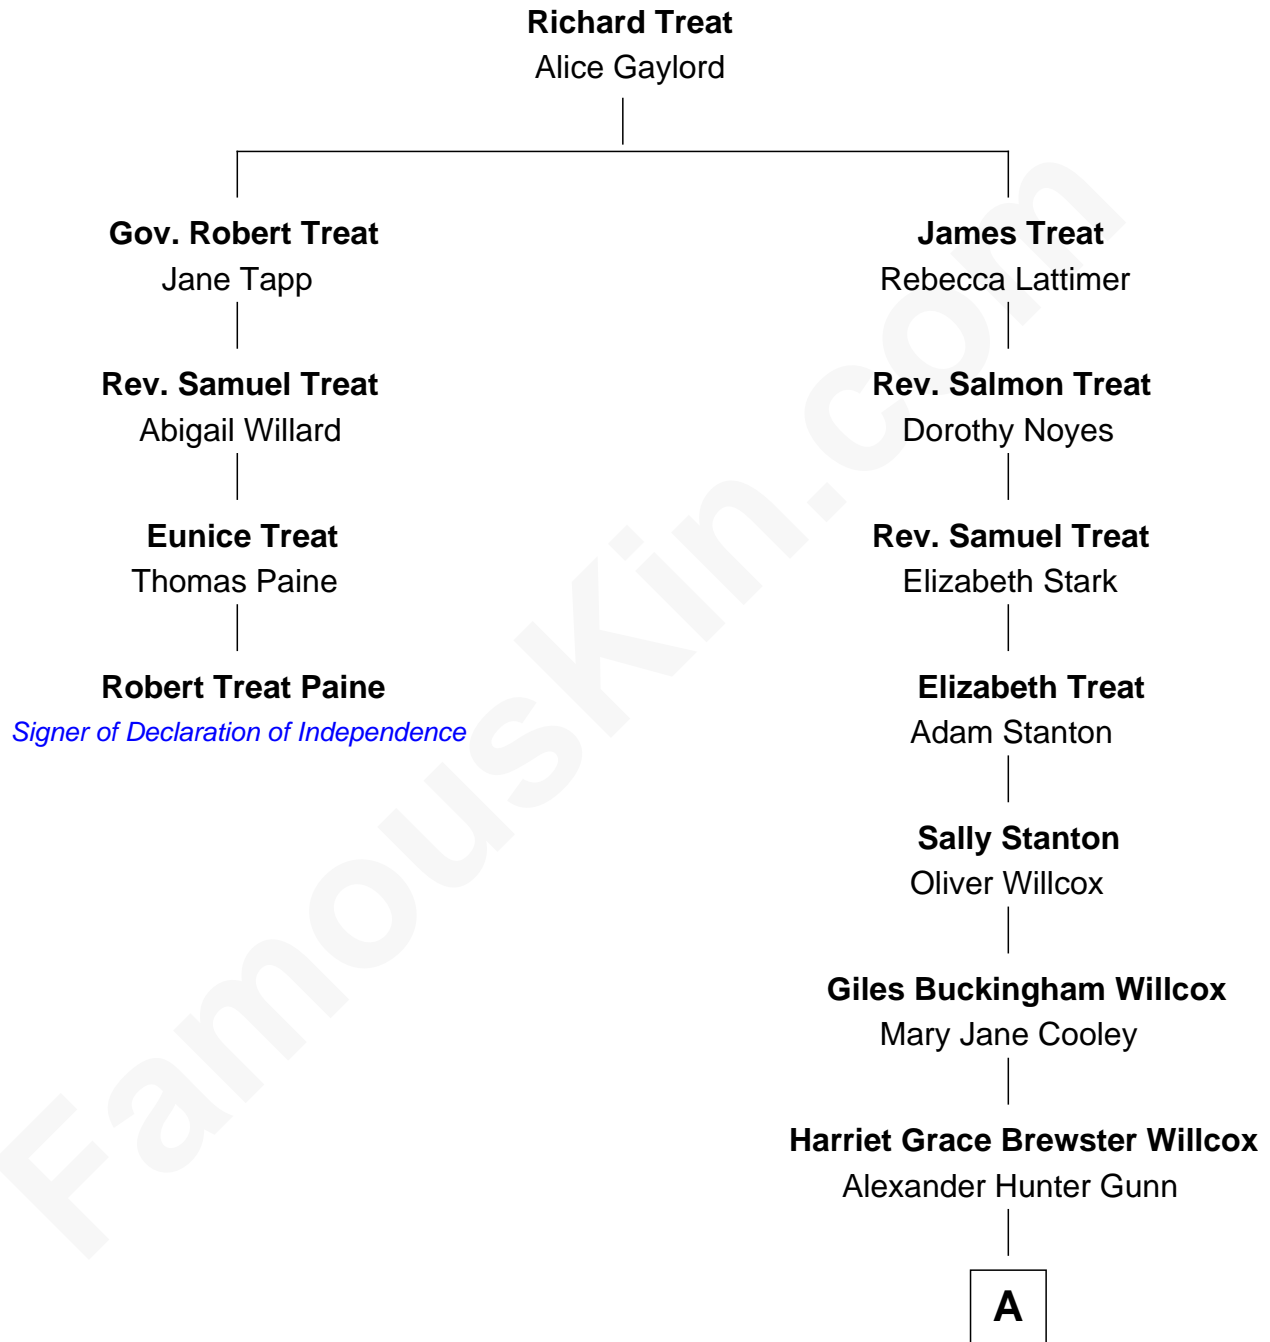 Richard Treat
Alice Gaylord
Gov. Robert Treat
Jane Tapp
Rev. Samuel Treat
Abigail Willard
Eunice Treat
Thomas Paine
Robert Treat Paine
Signer of Declaration of Independence
James Treat
Rebecca Lattimer
Rev. Salmon Treat
Dorothy Noyes
Rev. Samuel Treat
Elizabeth Stark
Elizabeth Treat
Adam Stanton
Sally Stanton
Oliver Willcox
Giles Buckingham Willcox
Mary Jane Cooley
Harriet Grace Brewster Willcox
Alexander Hunter Gunn
A
FamousKin.com